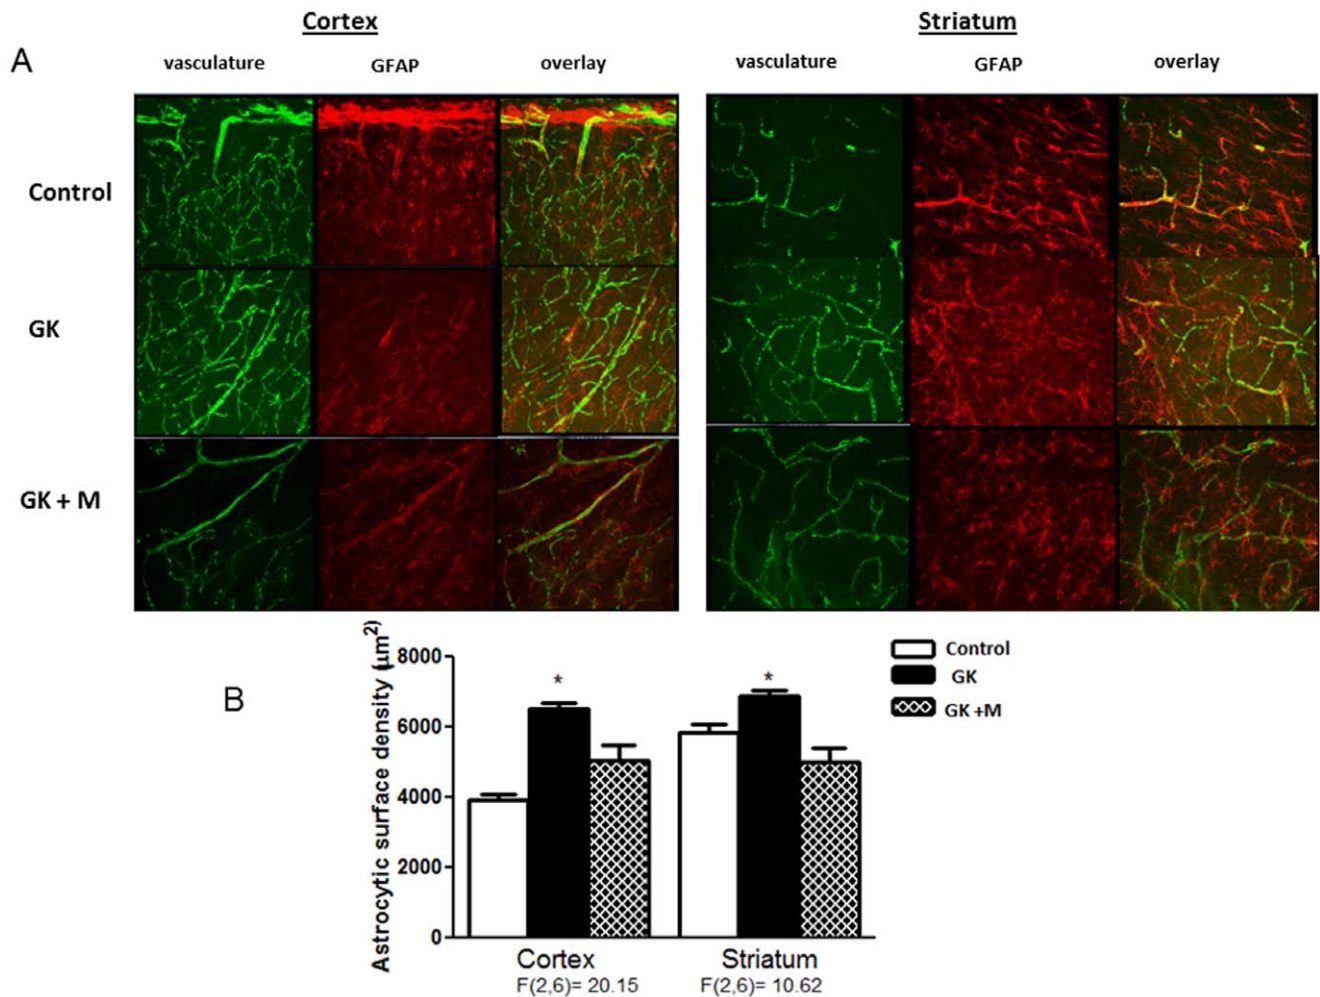 Cortex Striatum
A
vasculature GFAP overlay vasculature GFAP overlay
Control
GK
GK + M
B
Astrocytic surface density (µm²)
8000
6000
4000
2000
0
* *
Control
GK
GK +M
Cortex Striatum
F(2,6)= 20.15 F(2,6)= 10.62